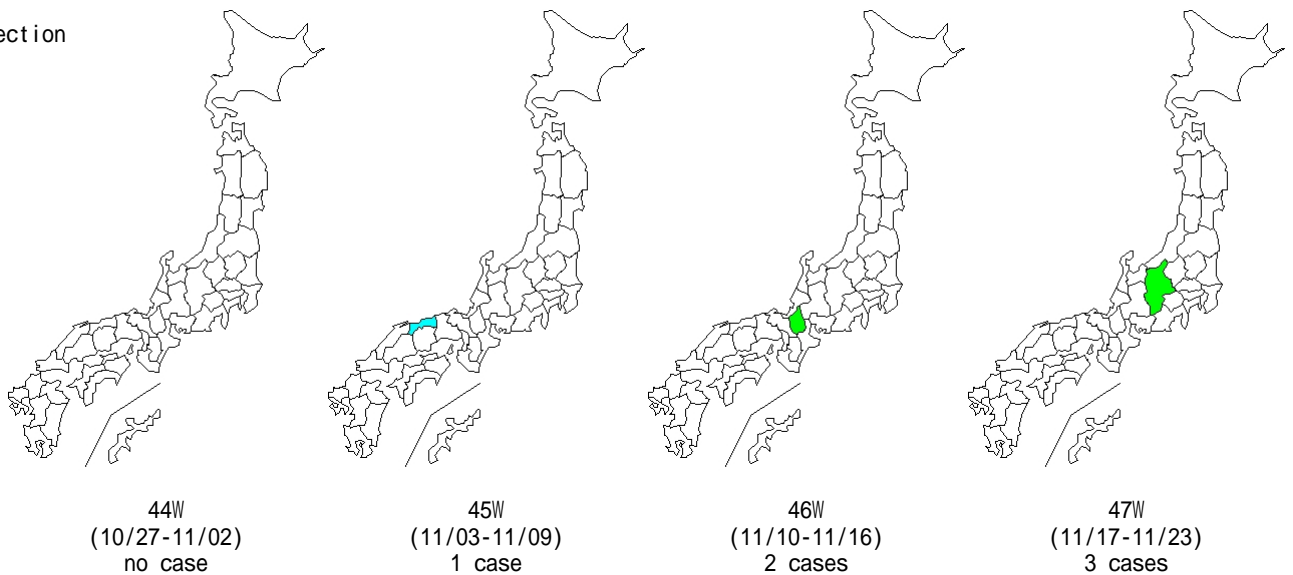 ection
44W
(10/27-11/02)
no case
45W
(11/03-11/09)
1 case
46W
(11/10-11/16)
2 cases
47W
(11/17-11/23)
3 cases